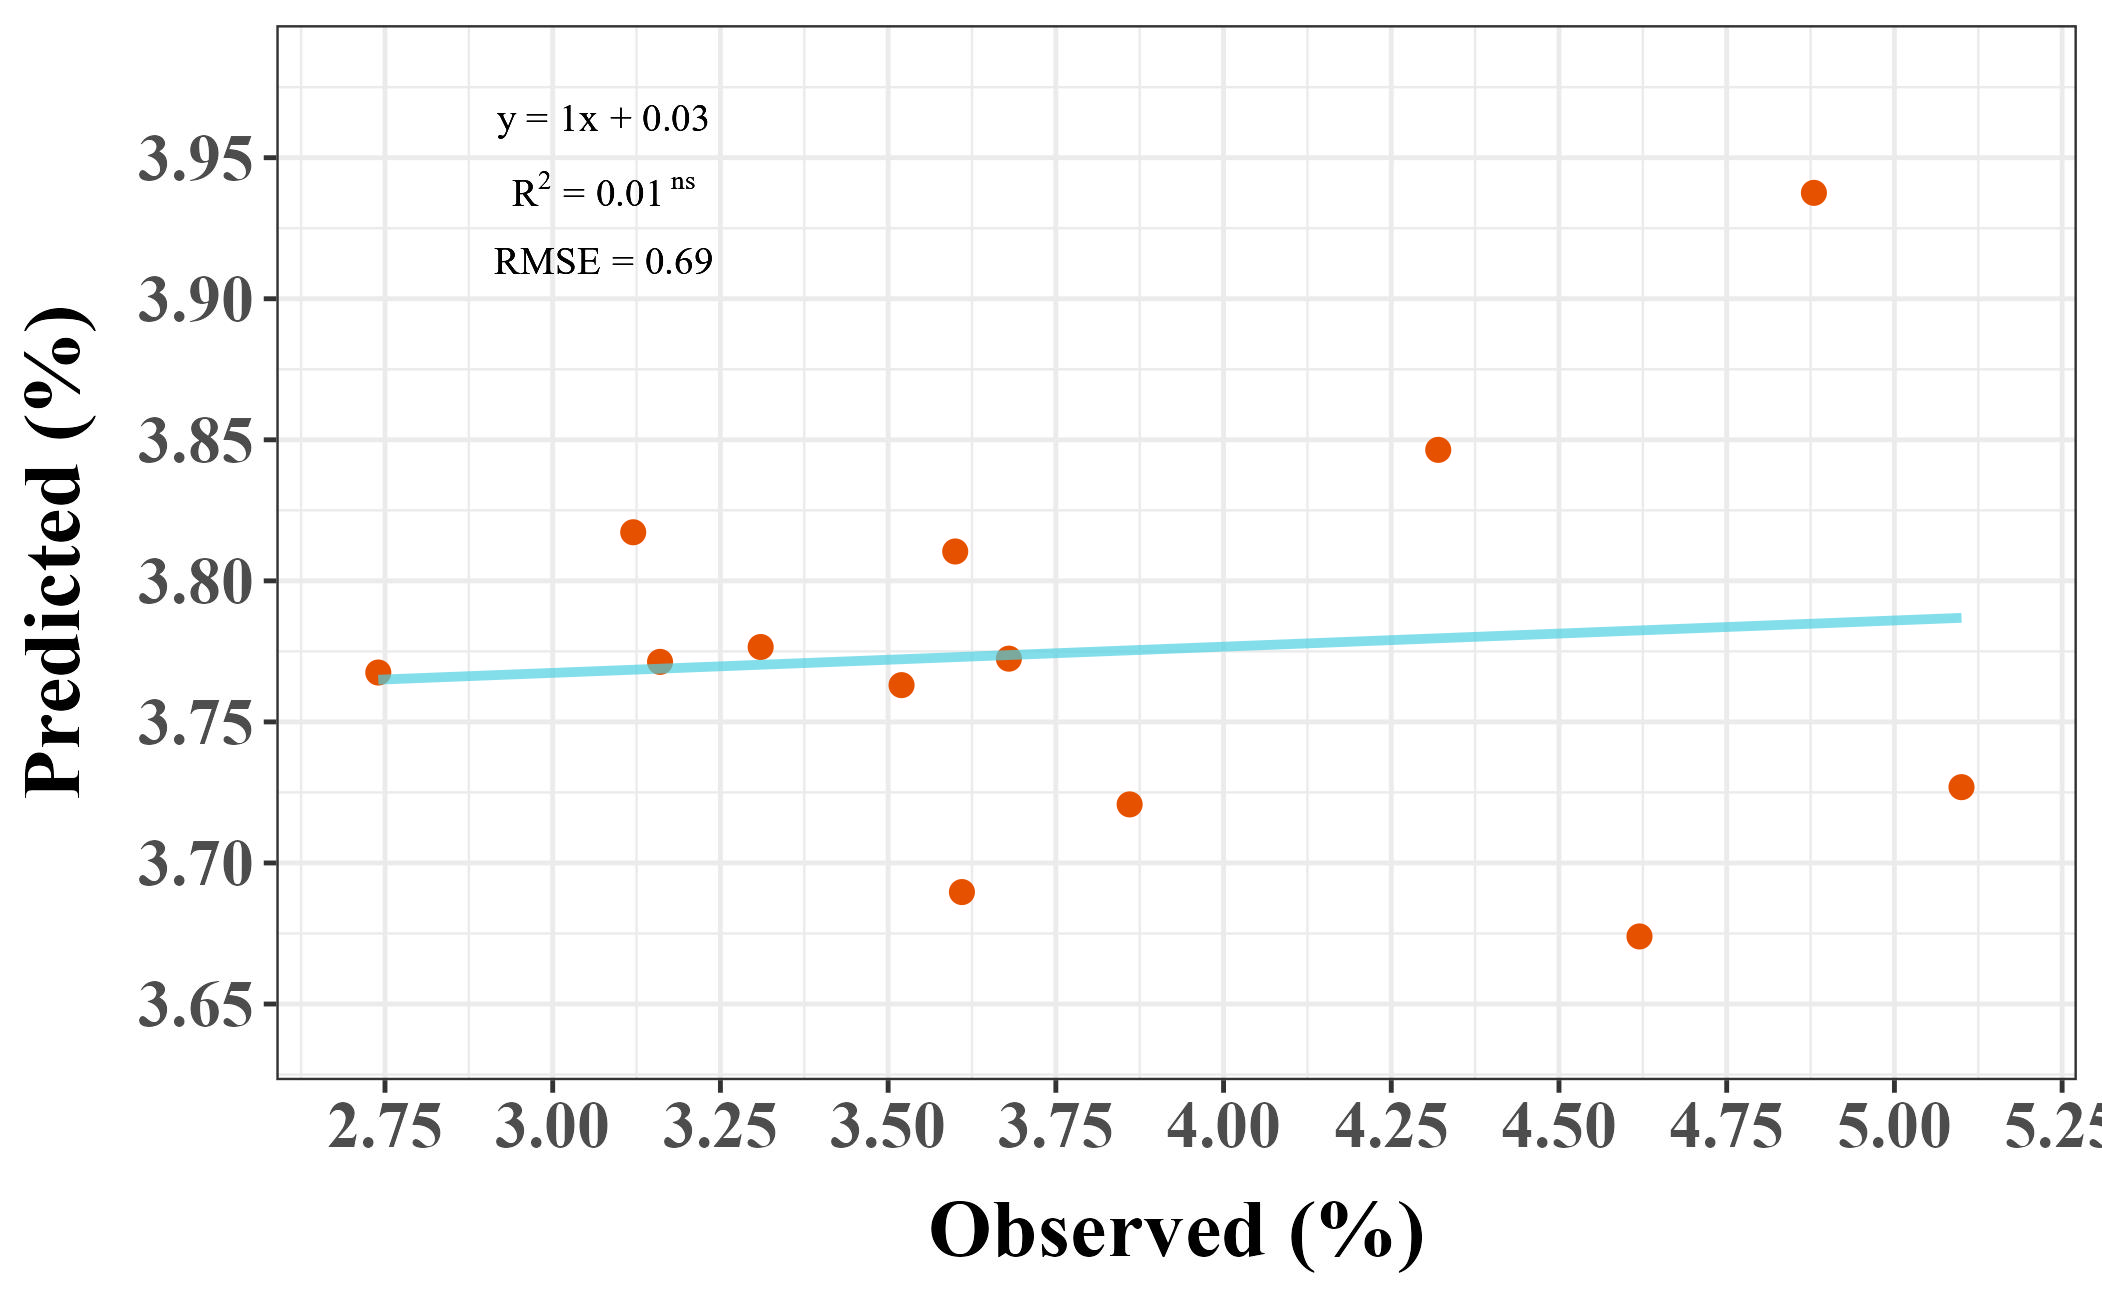 y = 1x + 0.03
R² = 0.01 ns
RMSE = 0.69
3.95
3.90
3.85
3.80
3.75
3.70
3.65
Predicted (%)
2.75 3.00 3.25 3.50 3.75 4.00 4.25 4.50 4.75 5.00 5.25
Observed (%)